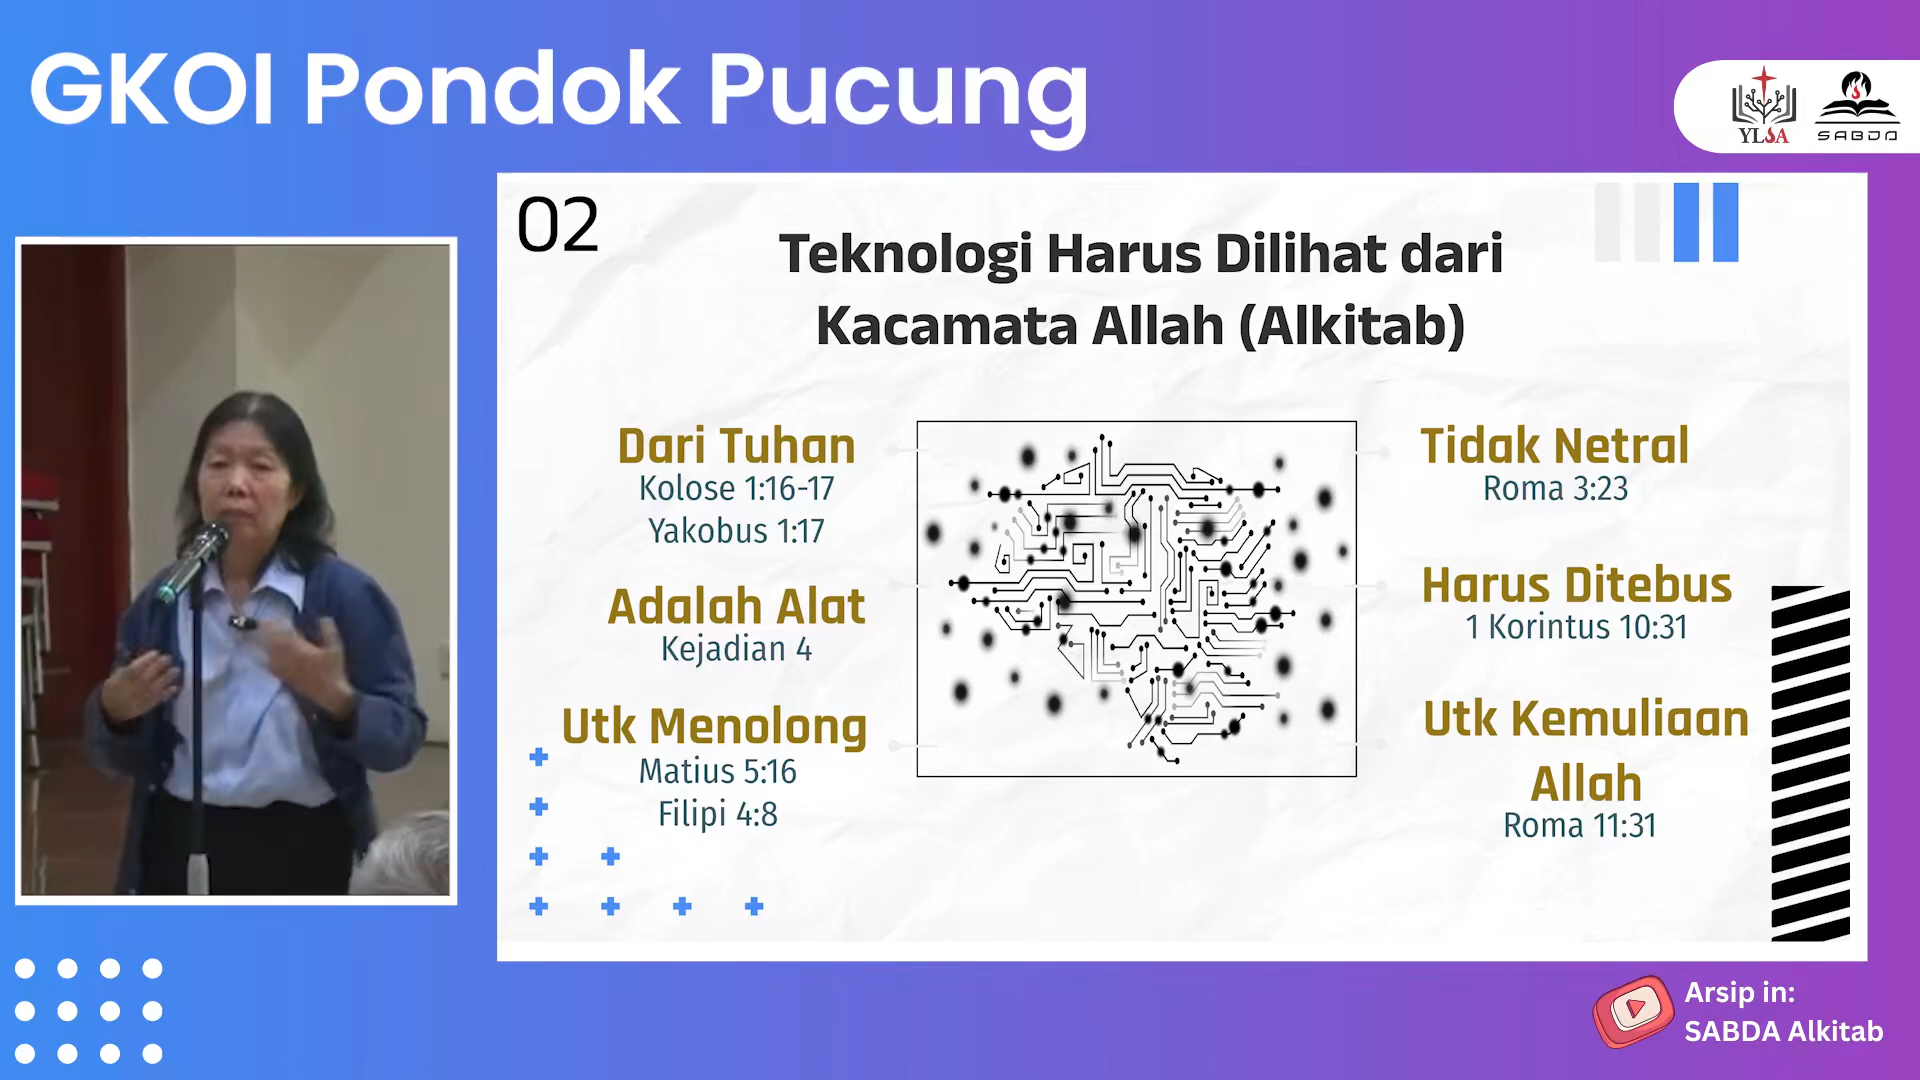 GKOI Pondok Pucung
YLSA
SABDA
02
Teknologi Harus Dilihat dari
Kacamata Allah (Alkitab)
Dari Tuhan
Kolose 1:16-17
Yakobus 1:17
Adalah Alat
Kejadian 4
Utk Menolong
Matius 5:16
Filipi 4:8
Tidak Netral
Roma 3:23
Harus Ditebus
1 Korintus 10:31
Utk Kemuliaan
Allah
Roma 11:31
Arsip in:
SABDA Alkitab